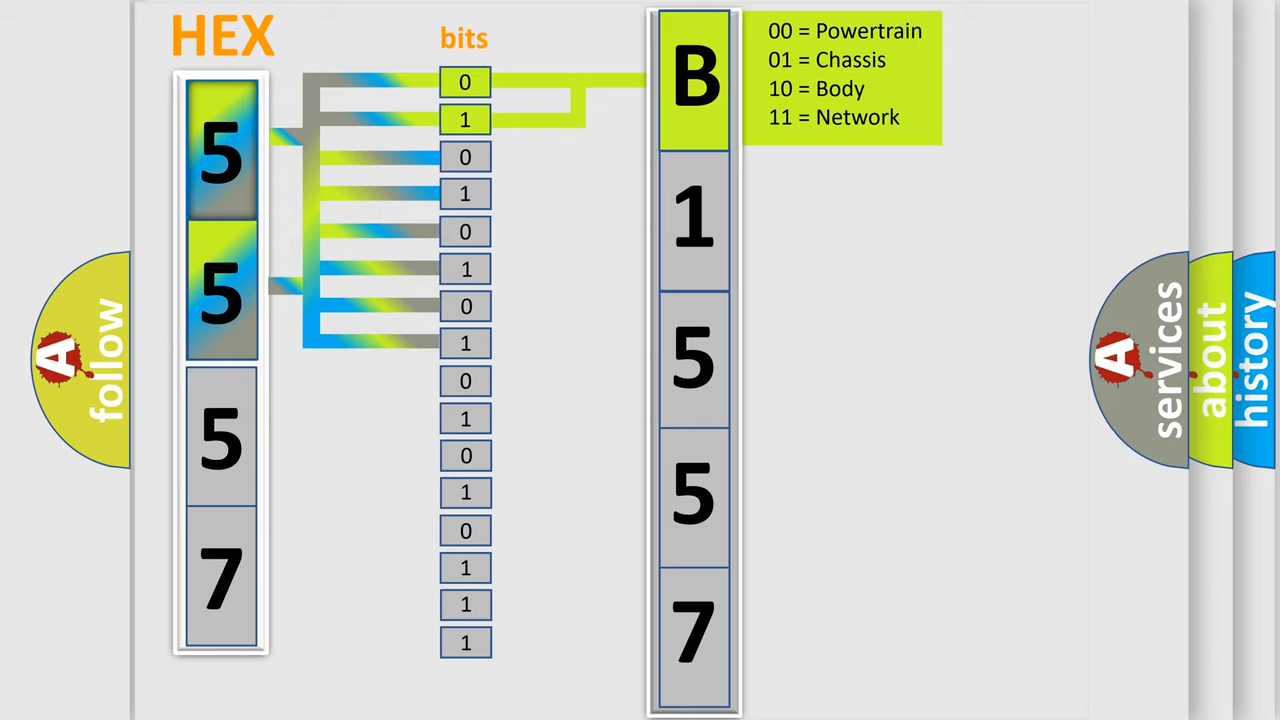 HEX
bits
5
5
5
7
0
1
0
1
0
1
0
1
0
1
0
1
0
1
1
1
B
1
5
5
7
00 = Powertrain
01 = Chassis
10 = Body
11 = Network
A
follow
A
services
about
history